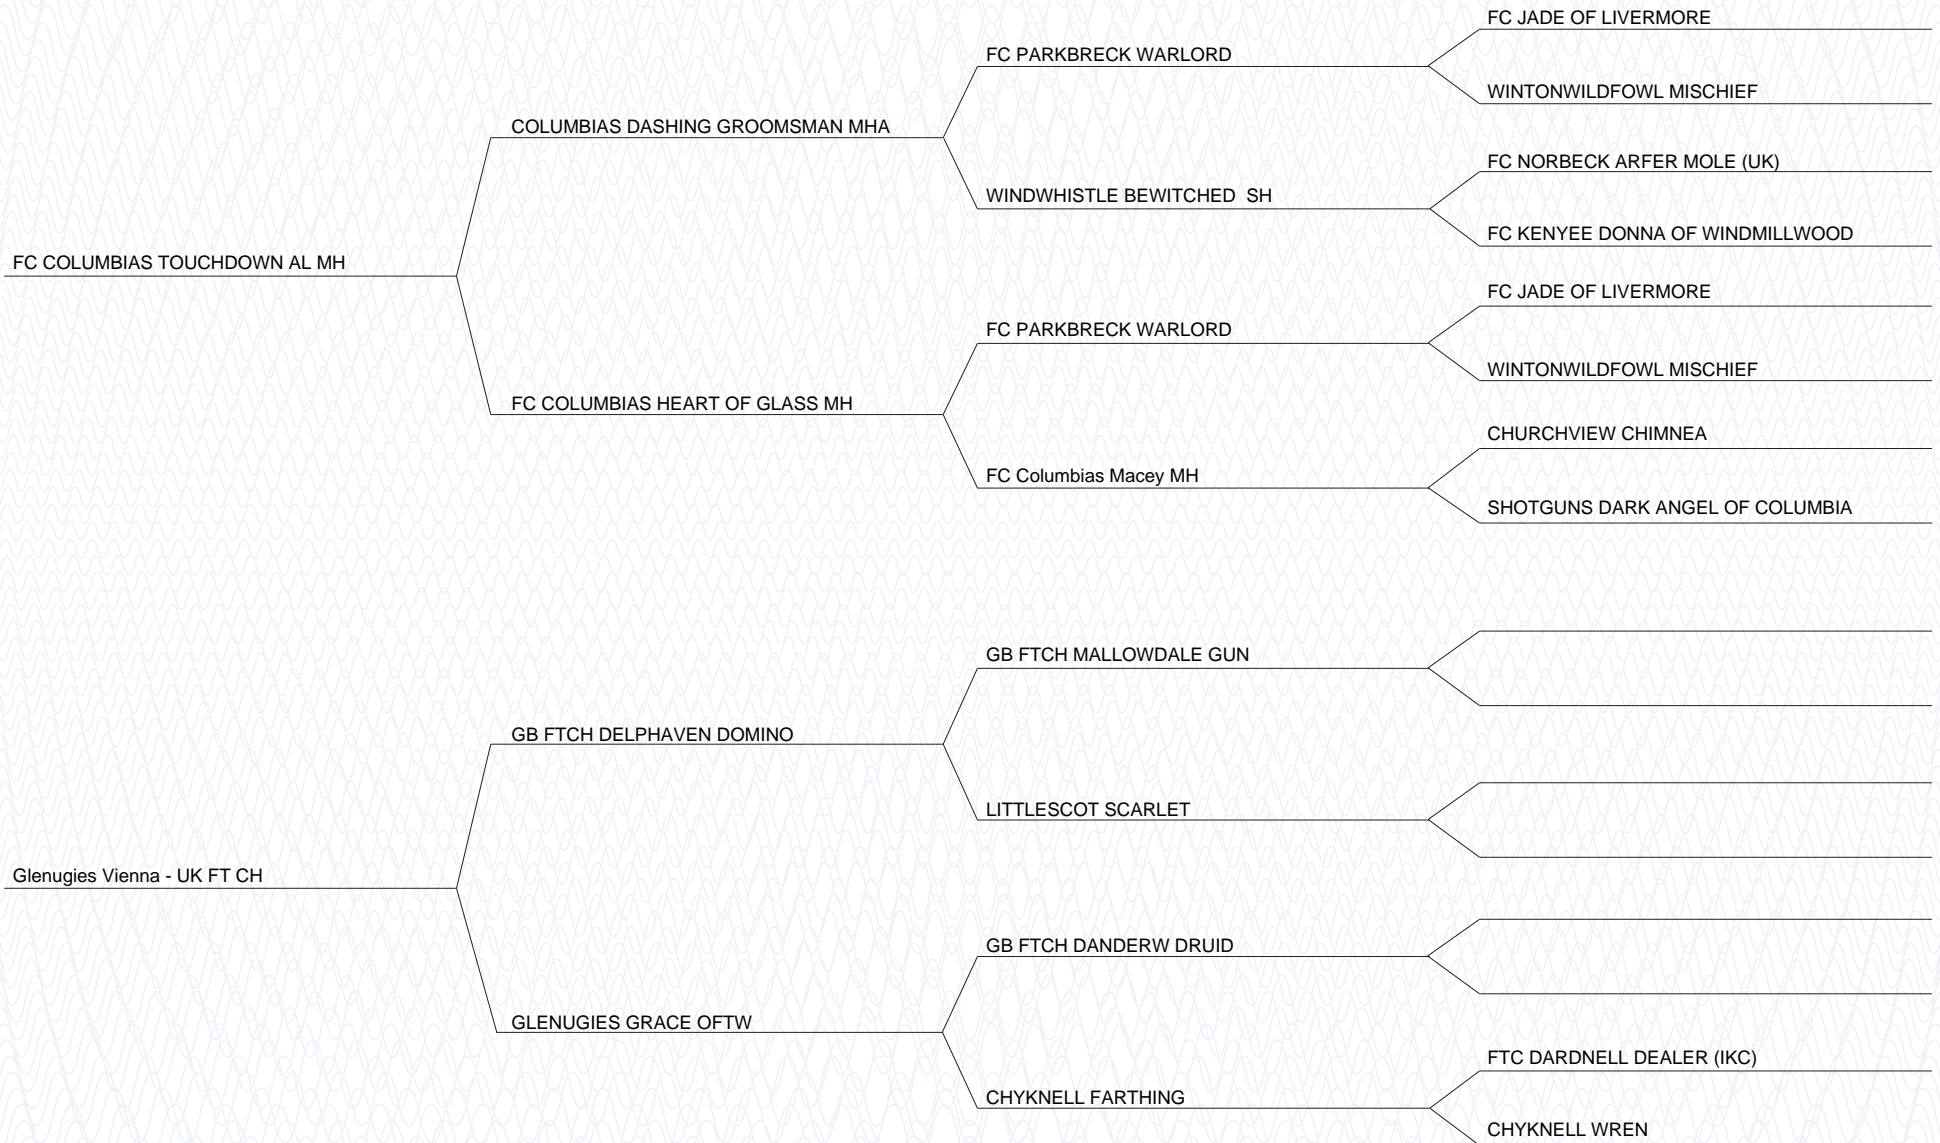 FC JADE OF LIVERMORE
FC PARKBRECK WARLORD
WINTONWILDFOWL MISCHIEF
COLUMBIAS DASHING GROOMSMAN MHA
FC NORBECK ARFER MOLE (UK)
WINDWHISTLE BEWITCHED  SH
FC KENYEE DONNA OF WINDMILLWOOD
FC COLUMBIAS TOUCHDOWN AL MH
FC JADE OF LIVERMORE
FC PARKBRECK WARLORD
WINTONWILDFOWL MISCHIEF
FC COLUMBIAS HEART OF GLASS MH
CHURCHVIEW CHIMNEA
FC Columbias Macey MH
SHOTGUNS DARK ANGEL OF COLUMBIA
GB FTCH MALLOWDALE GUN
GB FTCH DELPHAVEN DOMINO
LITTLESCOT SCARLET
Glenugies Vienna - UK FT CH
GB FTCH DANDERW DRUID
GLENUGIES GRACE OFTW
FTC DARDNELL DEALER (IKC)
CHYKNELL FARTHING
CHYKNELL WREN